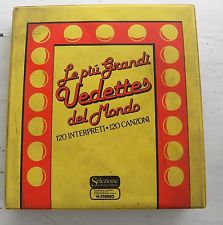 Le più Grandi
Vedettes
del Mondo
120 INTERPRETI • 120 CANZONI
Selezione
STEREO